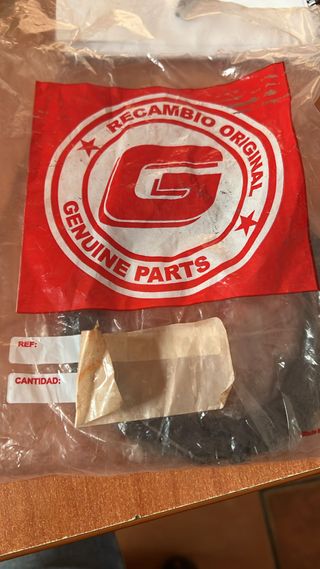 RECAMBIO ORIGINAL
G
GENUINE PARTS
REF:
CANTIDAD: